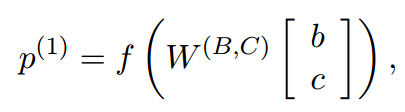 p^{(1)} = f \left( W^{(B,C)} \begin{bmatrix} b \\ c \end{bmatrix} \right),